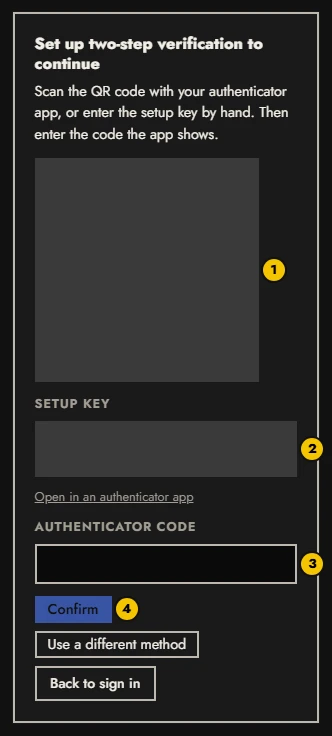 Set up two-step verification to
continue
Scan the QR code with your authenticator
app, or enter the setup key by hand. Then
enter the code the app shows.
1
SETUP KEY
2
Open in an authenticator app
AUTHENTICATOR CODE
3
Confirm
4
Use a different method
Back to sign in